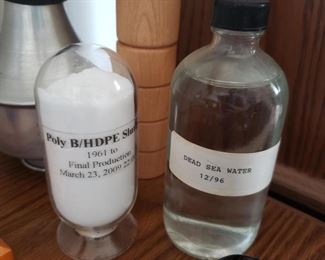 Poly B/HDPE
1961 to
Final Production
March 23, 2009
DEAD SEA WATER
12/96